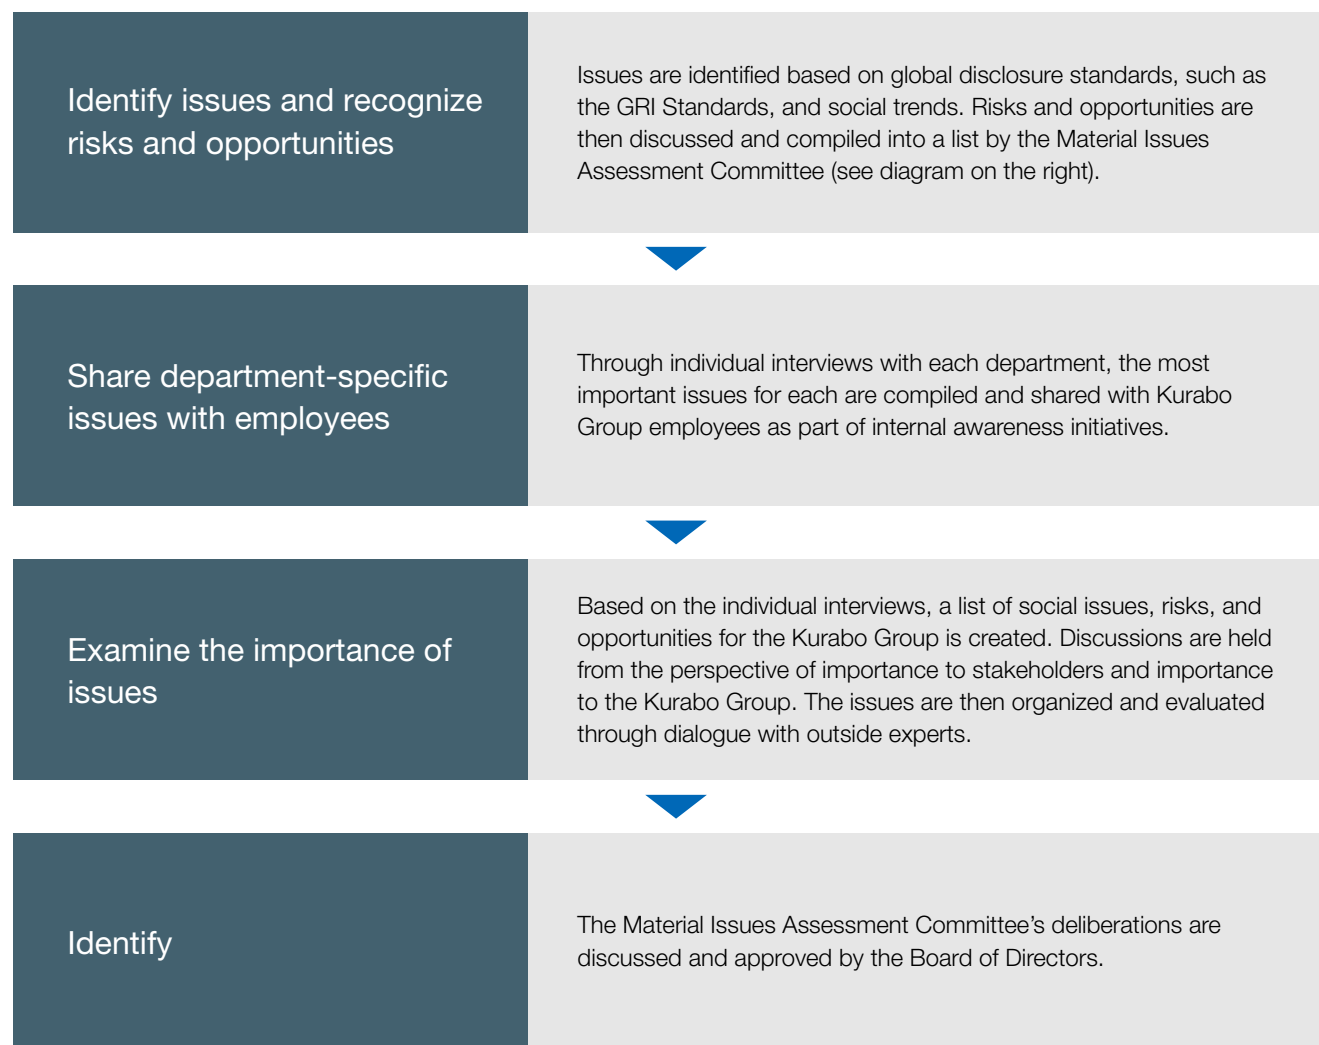 Identify issues and recognize
risks and opportunities
Issues are identified based on global disclosure standards, such as
the GRI Standards, and social trends. Risks and opportunities are
then discussed and compiled into a list by the Material Issues
Assessment Committee (see diagram on the right).
Share department-specific
issues with employees
Through individual interviews with each department, the most
important issues for each are compiled and shared with Kurabo
Group employees as part of internal awareness initiatives.
Examine the importance of
issues
Based on the individual interviews, a list of social issues, risks, and
opportunities for the Kurabo Group is created. Discussions are held
from the perspective of importance to stakeholders and importance
to the Kurabo Group. The issues are then organized and evaluated
through dialogue with outside experts.
Identify
The Material Issues Assessment Committee’s deliberations are
discussed and approved by the Board of Directors.